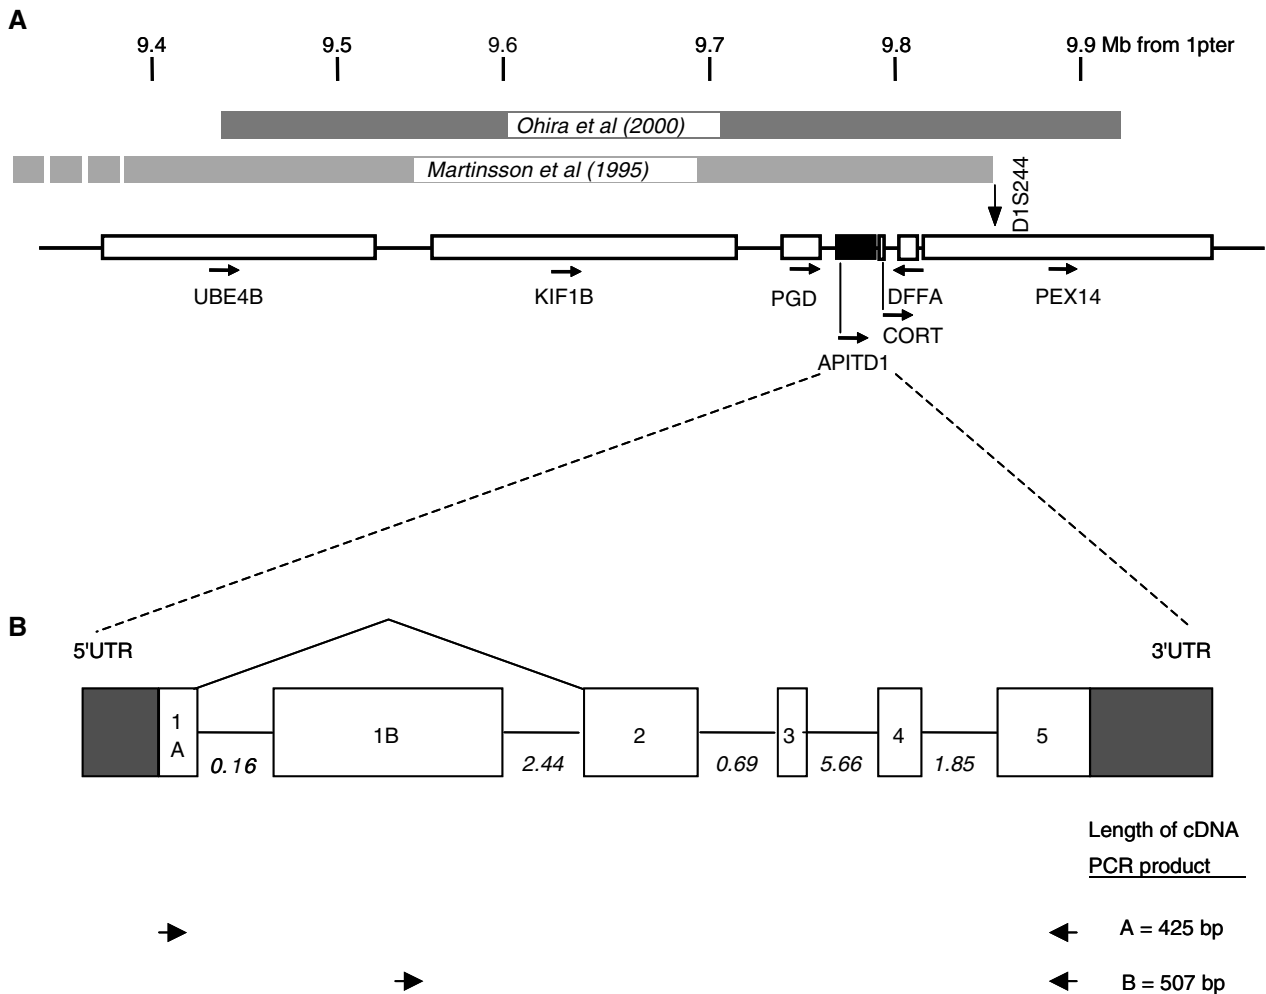 A
9.4 9.5 9.6 9.7 9.8 9.9 Mb from 1pter
Ohira et al (2000)
Martinsson et al (1995)
D1S244
UBE4B KIF1B PGD DFFA PEX14
CORT
APITD1
B
5'UTR 3'UTR
1 A 1B 2 3 4 5
0.16 2.44 0.69 5.66 1.85
Length of cDNA
PCR product
A = 425 bp
B = 507 bp